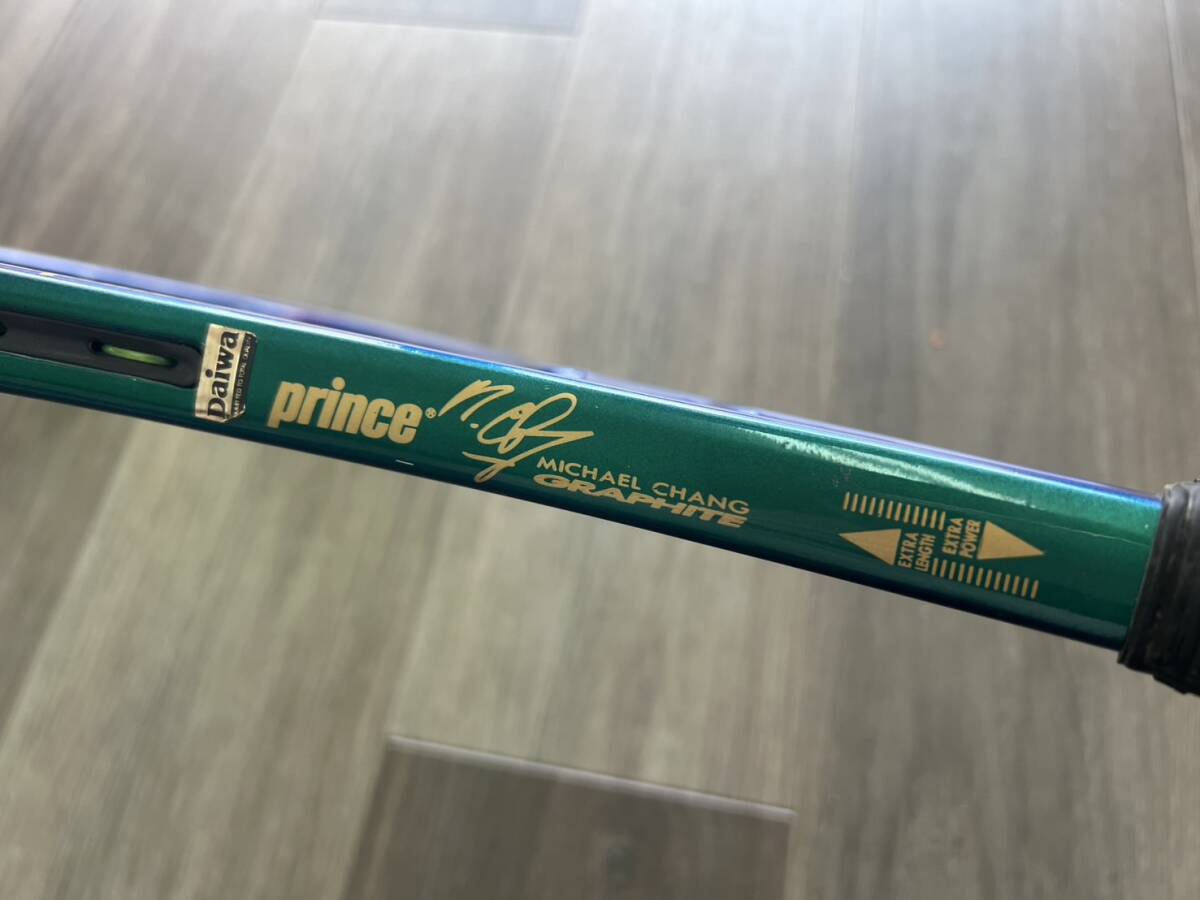 Daiwa
prince®
MICHAEL CHANG
GRAPHITE
EXTRA
LENGTH
EXTRA
POWER